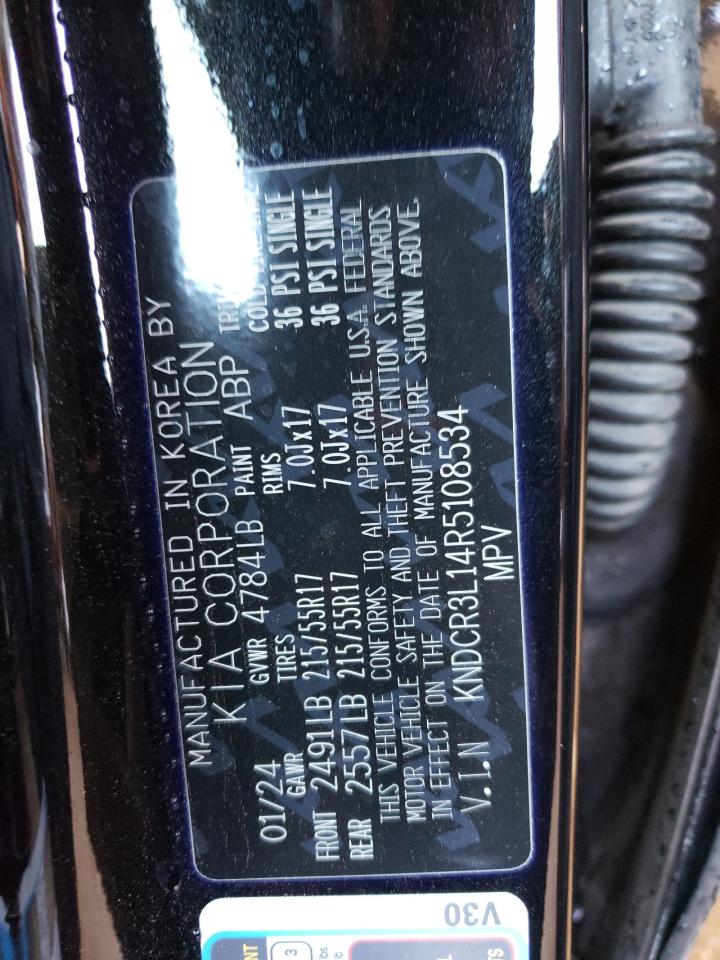 MANUFACTURED IN KOREA BY
KIA CORPORATION
01/24 GVWR 4784LB PAINT ABP
GAWR TIRES RIMS COLD
FRONT 2491LB 215/55R17 7.0Jx17 36 PSI SINGLE
REAR 2557LB 215/55R17 7.0Jx17 36 PSI SINGLE
THIS VEHICLE CONFORMS TO ALL APPLICABLE U.S.A. FEDERAL
MOTOR VEHICLE SAFETY AND THEFT PREVENTION STANDARDS
IN EFFECT ON THE DATE OF MANUFACTURE SHOWN ABOVE.
V.I.N KNDCR3L14R5108534
MPV
V30
3